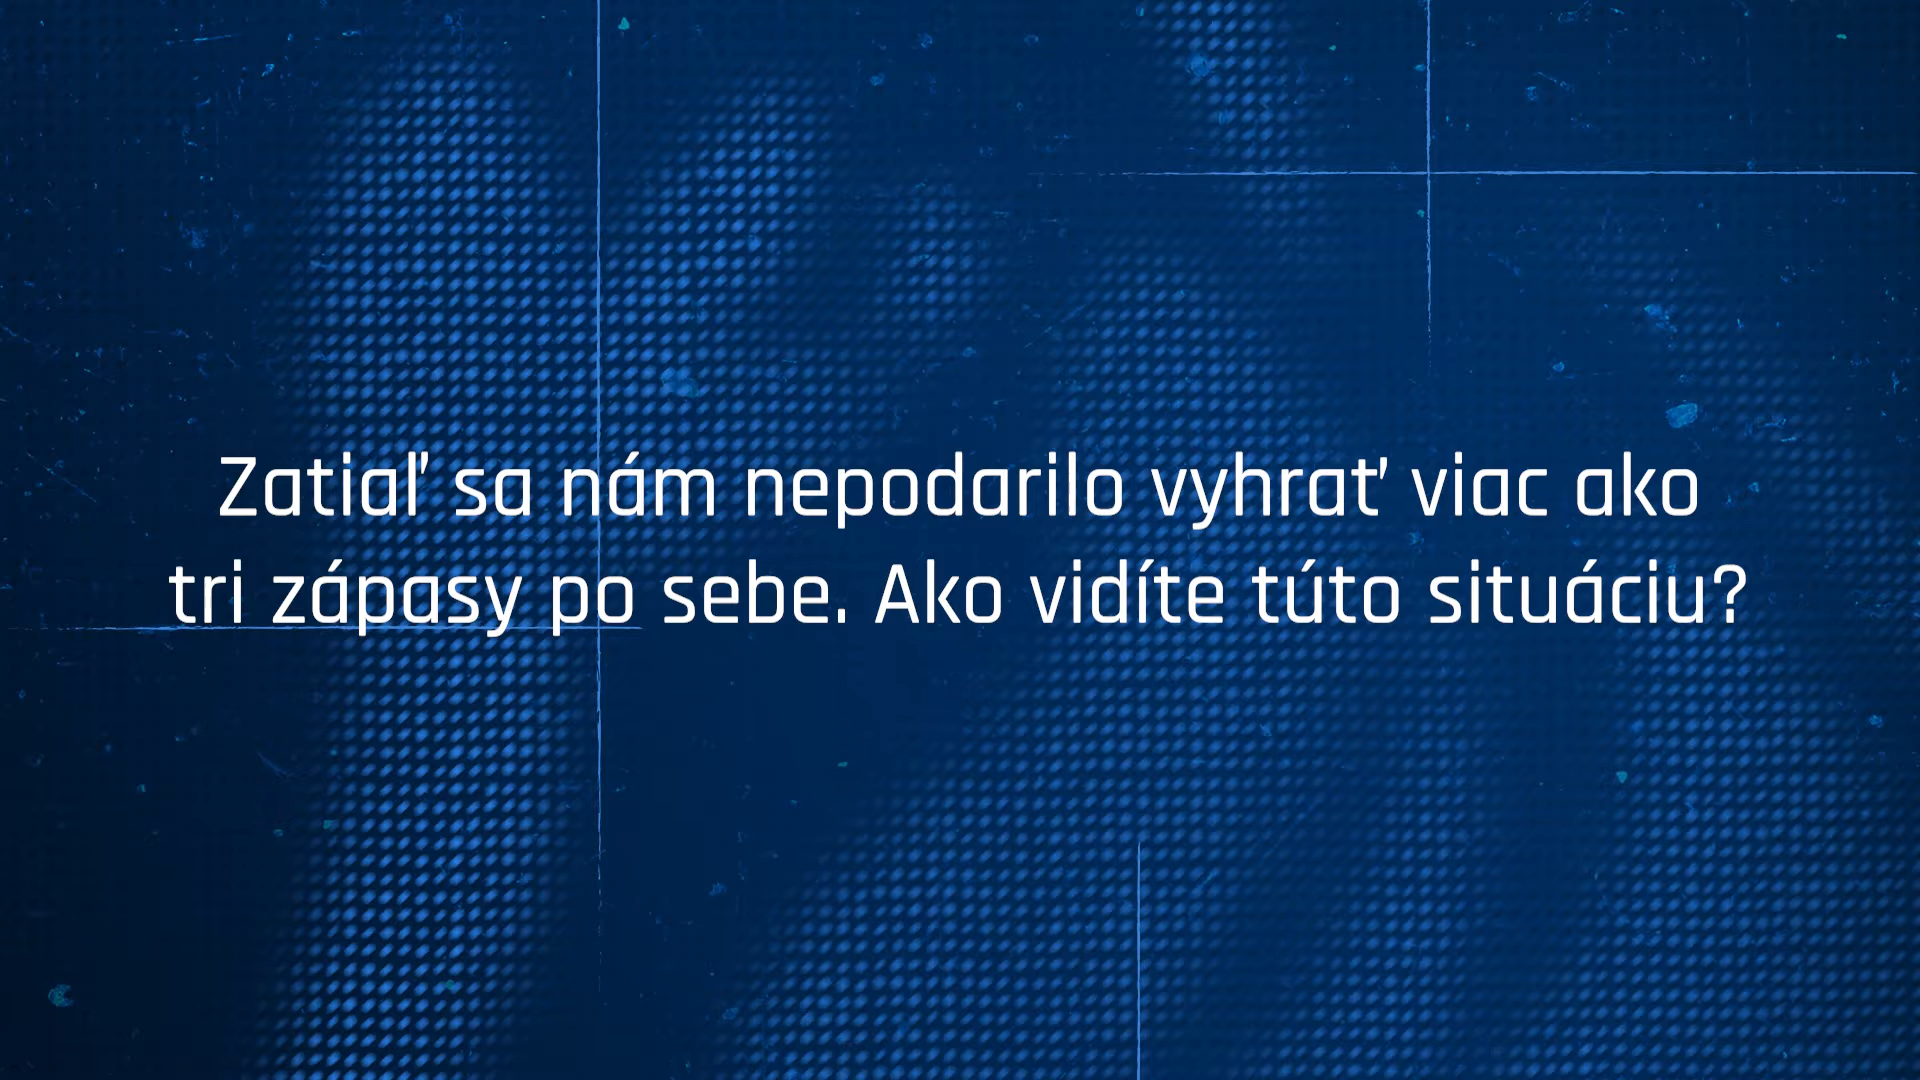 Zatiaľ sa nám nepodarilo vyhrať viac ako
tri zápasy po sebe. Ako vidíte túto situáciu?